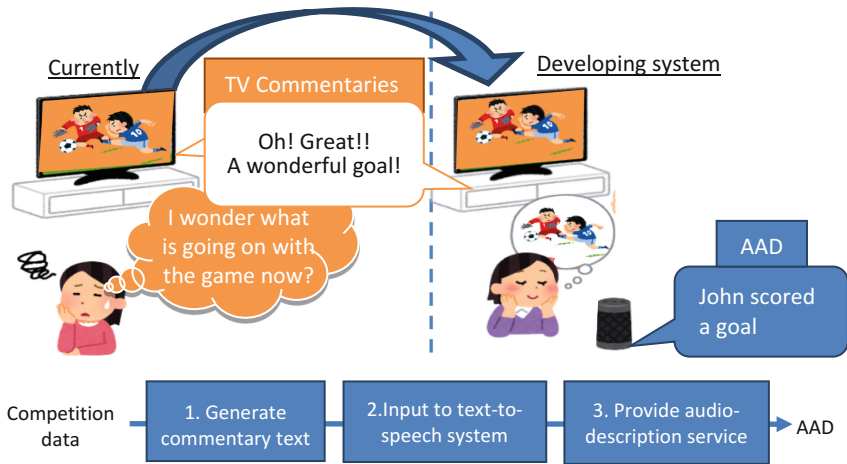 Currently
Developing system
TV Commentaries
Oh! Great!!
A wonderful goal!
10
10
I wonder what
is going on with
the game now?
AAD
John scored
a goal
Competition
data
1. Generate
commentary text
2.Input to text-to-
speech system
3. Provide audio-
description service
AAD